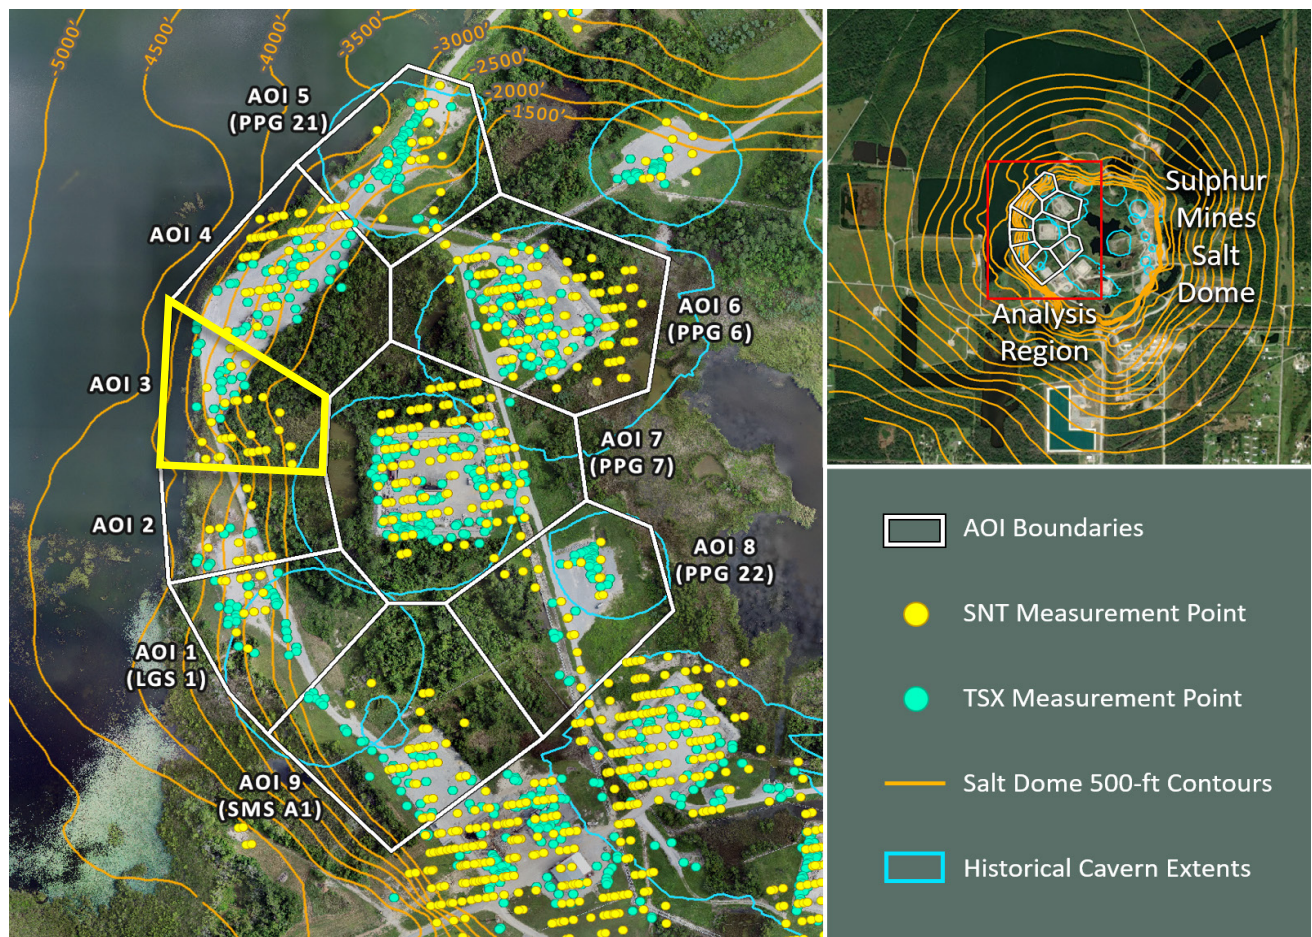 -5000'
-4500'
-4000'
-3500'
-3000'
-2500'
-2000'
-1500'
AOI 5
(PPG 21)
AOI 4
AOI 3
AOI 2
AOI 1
(LGS 1)
AOI 9
(SMS A1)
AOI 6
(PPG 6)
AOI 7
(PPG 7)
AOI 8
(PPG 22)
Sulphur
Mines
Salt
Dome
Analysis
Region
AOI Boundaries
SNT Measurement Point
TSX Measurement Point
Salt Dome 500-ft Contours
Historical Cavern Extents